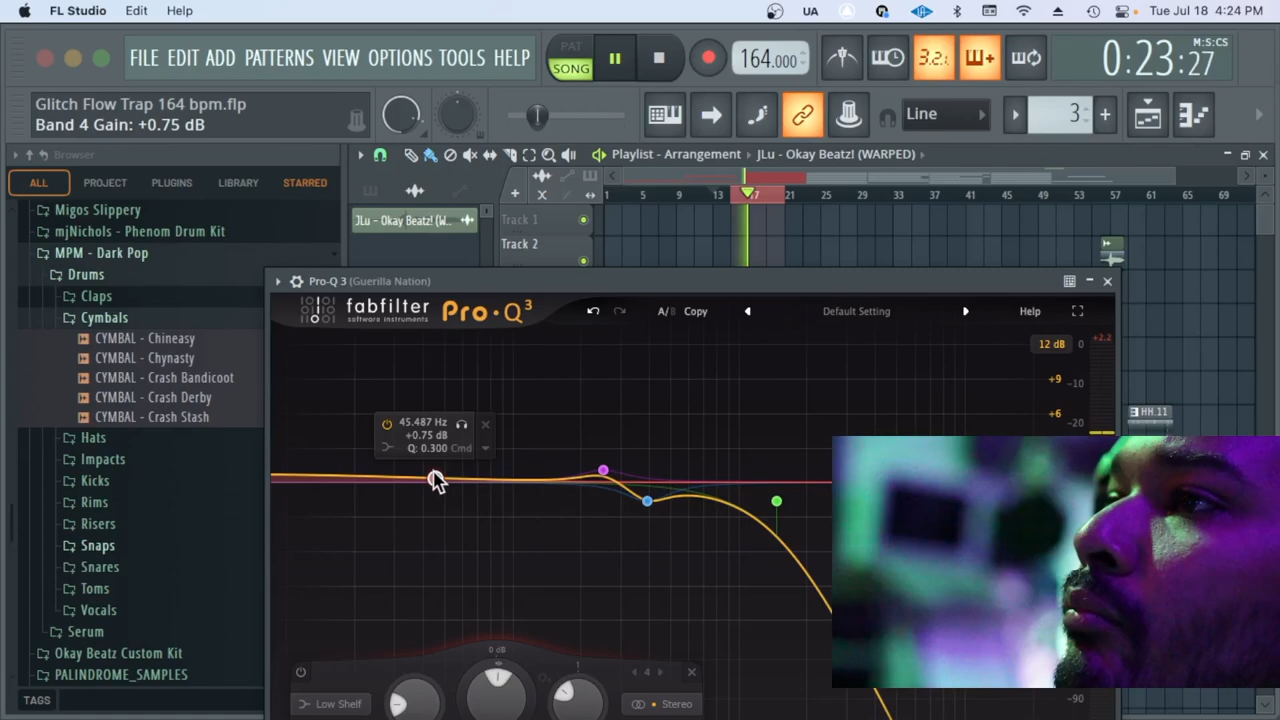 FL Studio Edit Help
UA
Tue Jul 18 4:24 PM
FILE EDIT ADD PATTERNS VIEW OPTIONS TOOLS HELP
PAT
SONG
164.000
3.2.
0:23:27
M:S:CS
Glitch Flow Trap 164 bpm.flp
Band 4 Gain: +0.75 dB
Line
3
Browser
Playlist - Arrangement
JLu - Okay Beatz! (WARPED)
ALL PROJECT PLUGINS LIBRARY STARRED
1 5 9 13 17 21 25 29 33 37 41 45 49 53 57 61 65 69
Migos Slippery
mjNichols - Phenom Drum Kit
MPM - Dark Pop
Drums
Claps
Cymbals
CYMBAL - Chineasy
CYMBAL - Chynasty
CYMBAL - Crash Bandicoot
CYMBAL - Crash Derby
CYMBAL - Crash Stash
Hats
Impacts
Kicks
Rims
Risers
Snaps
Snares
Toms
Vocals
Serum
Okay Beatz Custom Kit
PALINDROME_SAMPLES
TAGS
JLu - Okay Beatz! (W..
Track 1
Track 2
Pro-Q 3 (Guerilla Nation)
fabfilter
software instruments
Pro·Q3
A/B Copy
Default Setting
Help
12 dB 0 +2.2
+9 -10
+6 -20
45.487 Hz
+0.75 dB
Q: 0.300 Cmd
HH.11
0 dB
1
4
Low Shelf
Stereo
-90